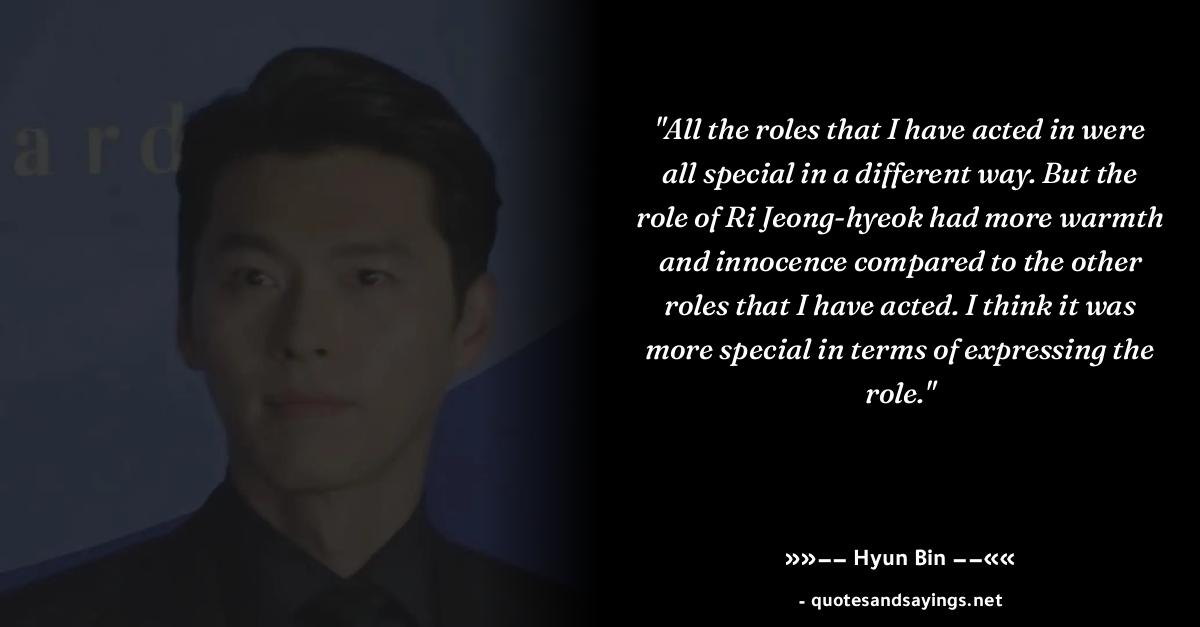 ard
"All the roles that I have acted in were
all special in a different way. But the
role of Ri Jeong-hyeok had more warmth
and innocence compared to the other
roles that I have acted. I think it was
more special in terms of expressing the
role."
»»–– Hyun Bin ––««
- quotesandsayings.net